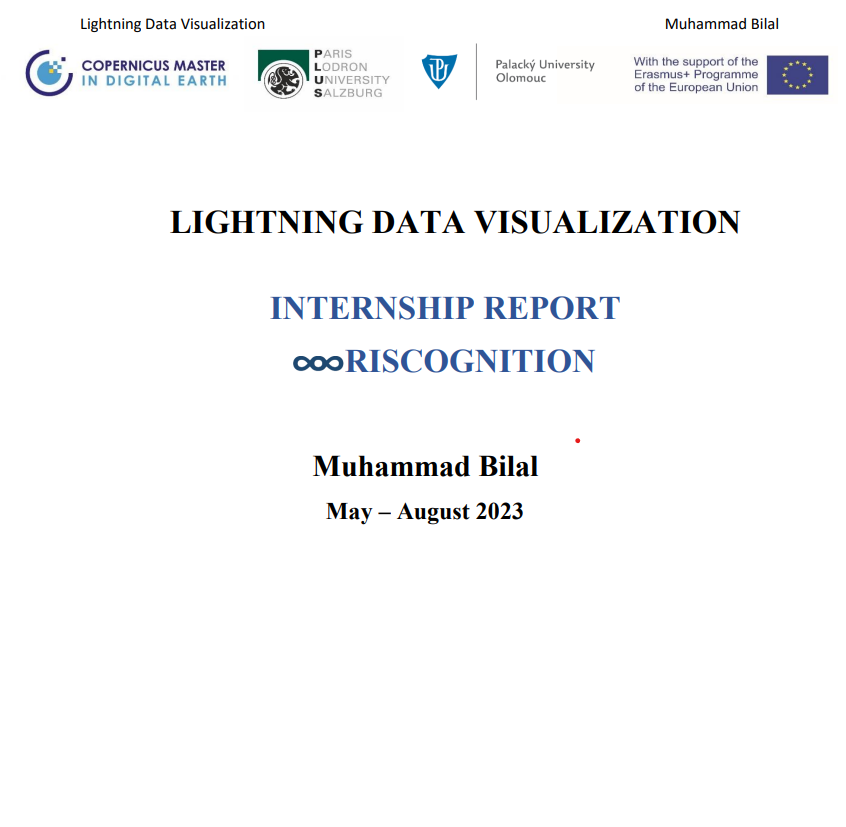 Lightning Data Visualization Muhammad Bilal
COPERNICUS MASTER
IN DIGITAL EARTH
PARIS
LODRON
UNIVERSITY
SALZBURG
Palacký University
Olomouc
With the support of the
Erasmus+ Programme
of the European Union
LIGHTNING DATA VISUALIZATION
INTERNSHIP REPORT
RISCOGNITION
Muhammad Bilal
May – August 2023